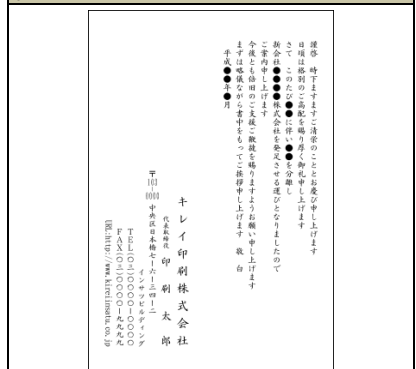 謹啓　時下ますますご清栄のこととお慶び申し上げます
日頃は格別のご高配を賜り厚く御礼申し上げます
さて　このたび●●に伴い●●を分離し
新会社●●●●株式会社を発足させる運びとなりましたので
ご案内申し上げます
今後とも倍旧のご支援ご鞭撻を賜りますようお願い申し上げます
まずは略儀ながら書中をもってご挨拶申し上げます　敬　白
平成●●年●月
キレイ印刷株式会社
代表取締役　印　刷　太　郎
〒103-0000　中央区日本橋七ー六ー三四ー二
インサツビルディング
TEL(〇三)〇〇〇〇ー〇〇〇〇
FAX(〇三)〇〇〇〇ー九九九九
URL:http://www.kireiinsatu.co.jp